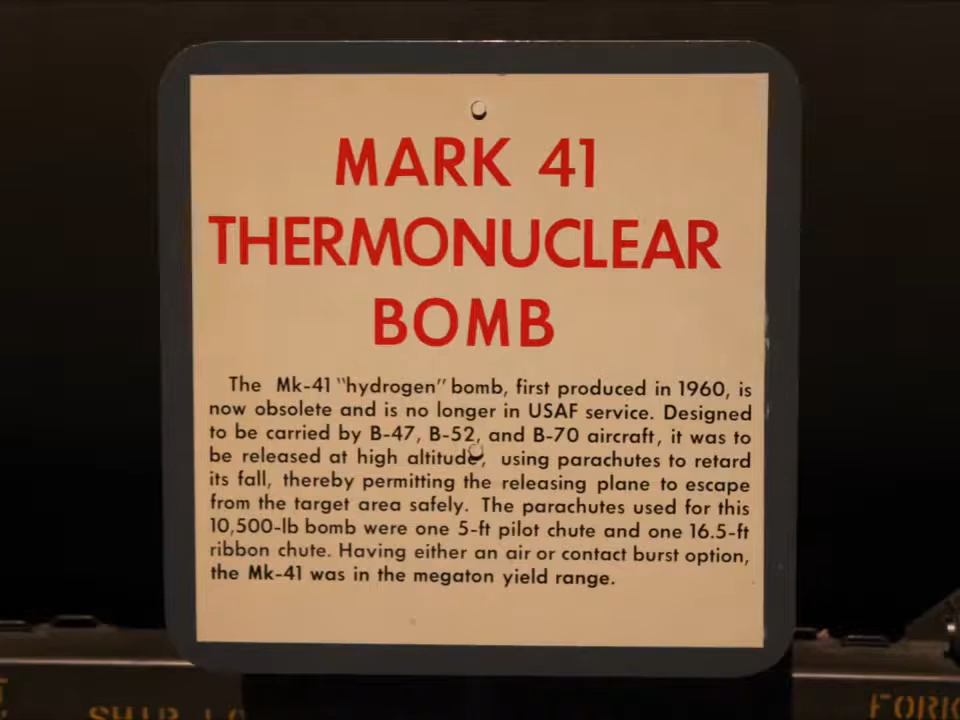 MARK 41
THERMONUCLEAR
BOMB
The Mk-41 "hydrogen" bomb, first produced in 1960, is
now obsolete and is no longer in USAF service. Designed
to be carried by B-47, B-52, and B-70 aircraft, it was to
be released at high altitude, using parachutes to retard
its fall, thereby permitting the releasing plane to escape
from the target area safely. The parachutes used for this
10,500-lb bomb were one 5-ft pilot chute and one 16.5-ft
ribbon chute. Having either an air or contact burst option,
the Mk-41 was in the megaton yield range.
SHIP